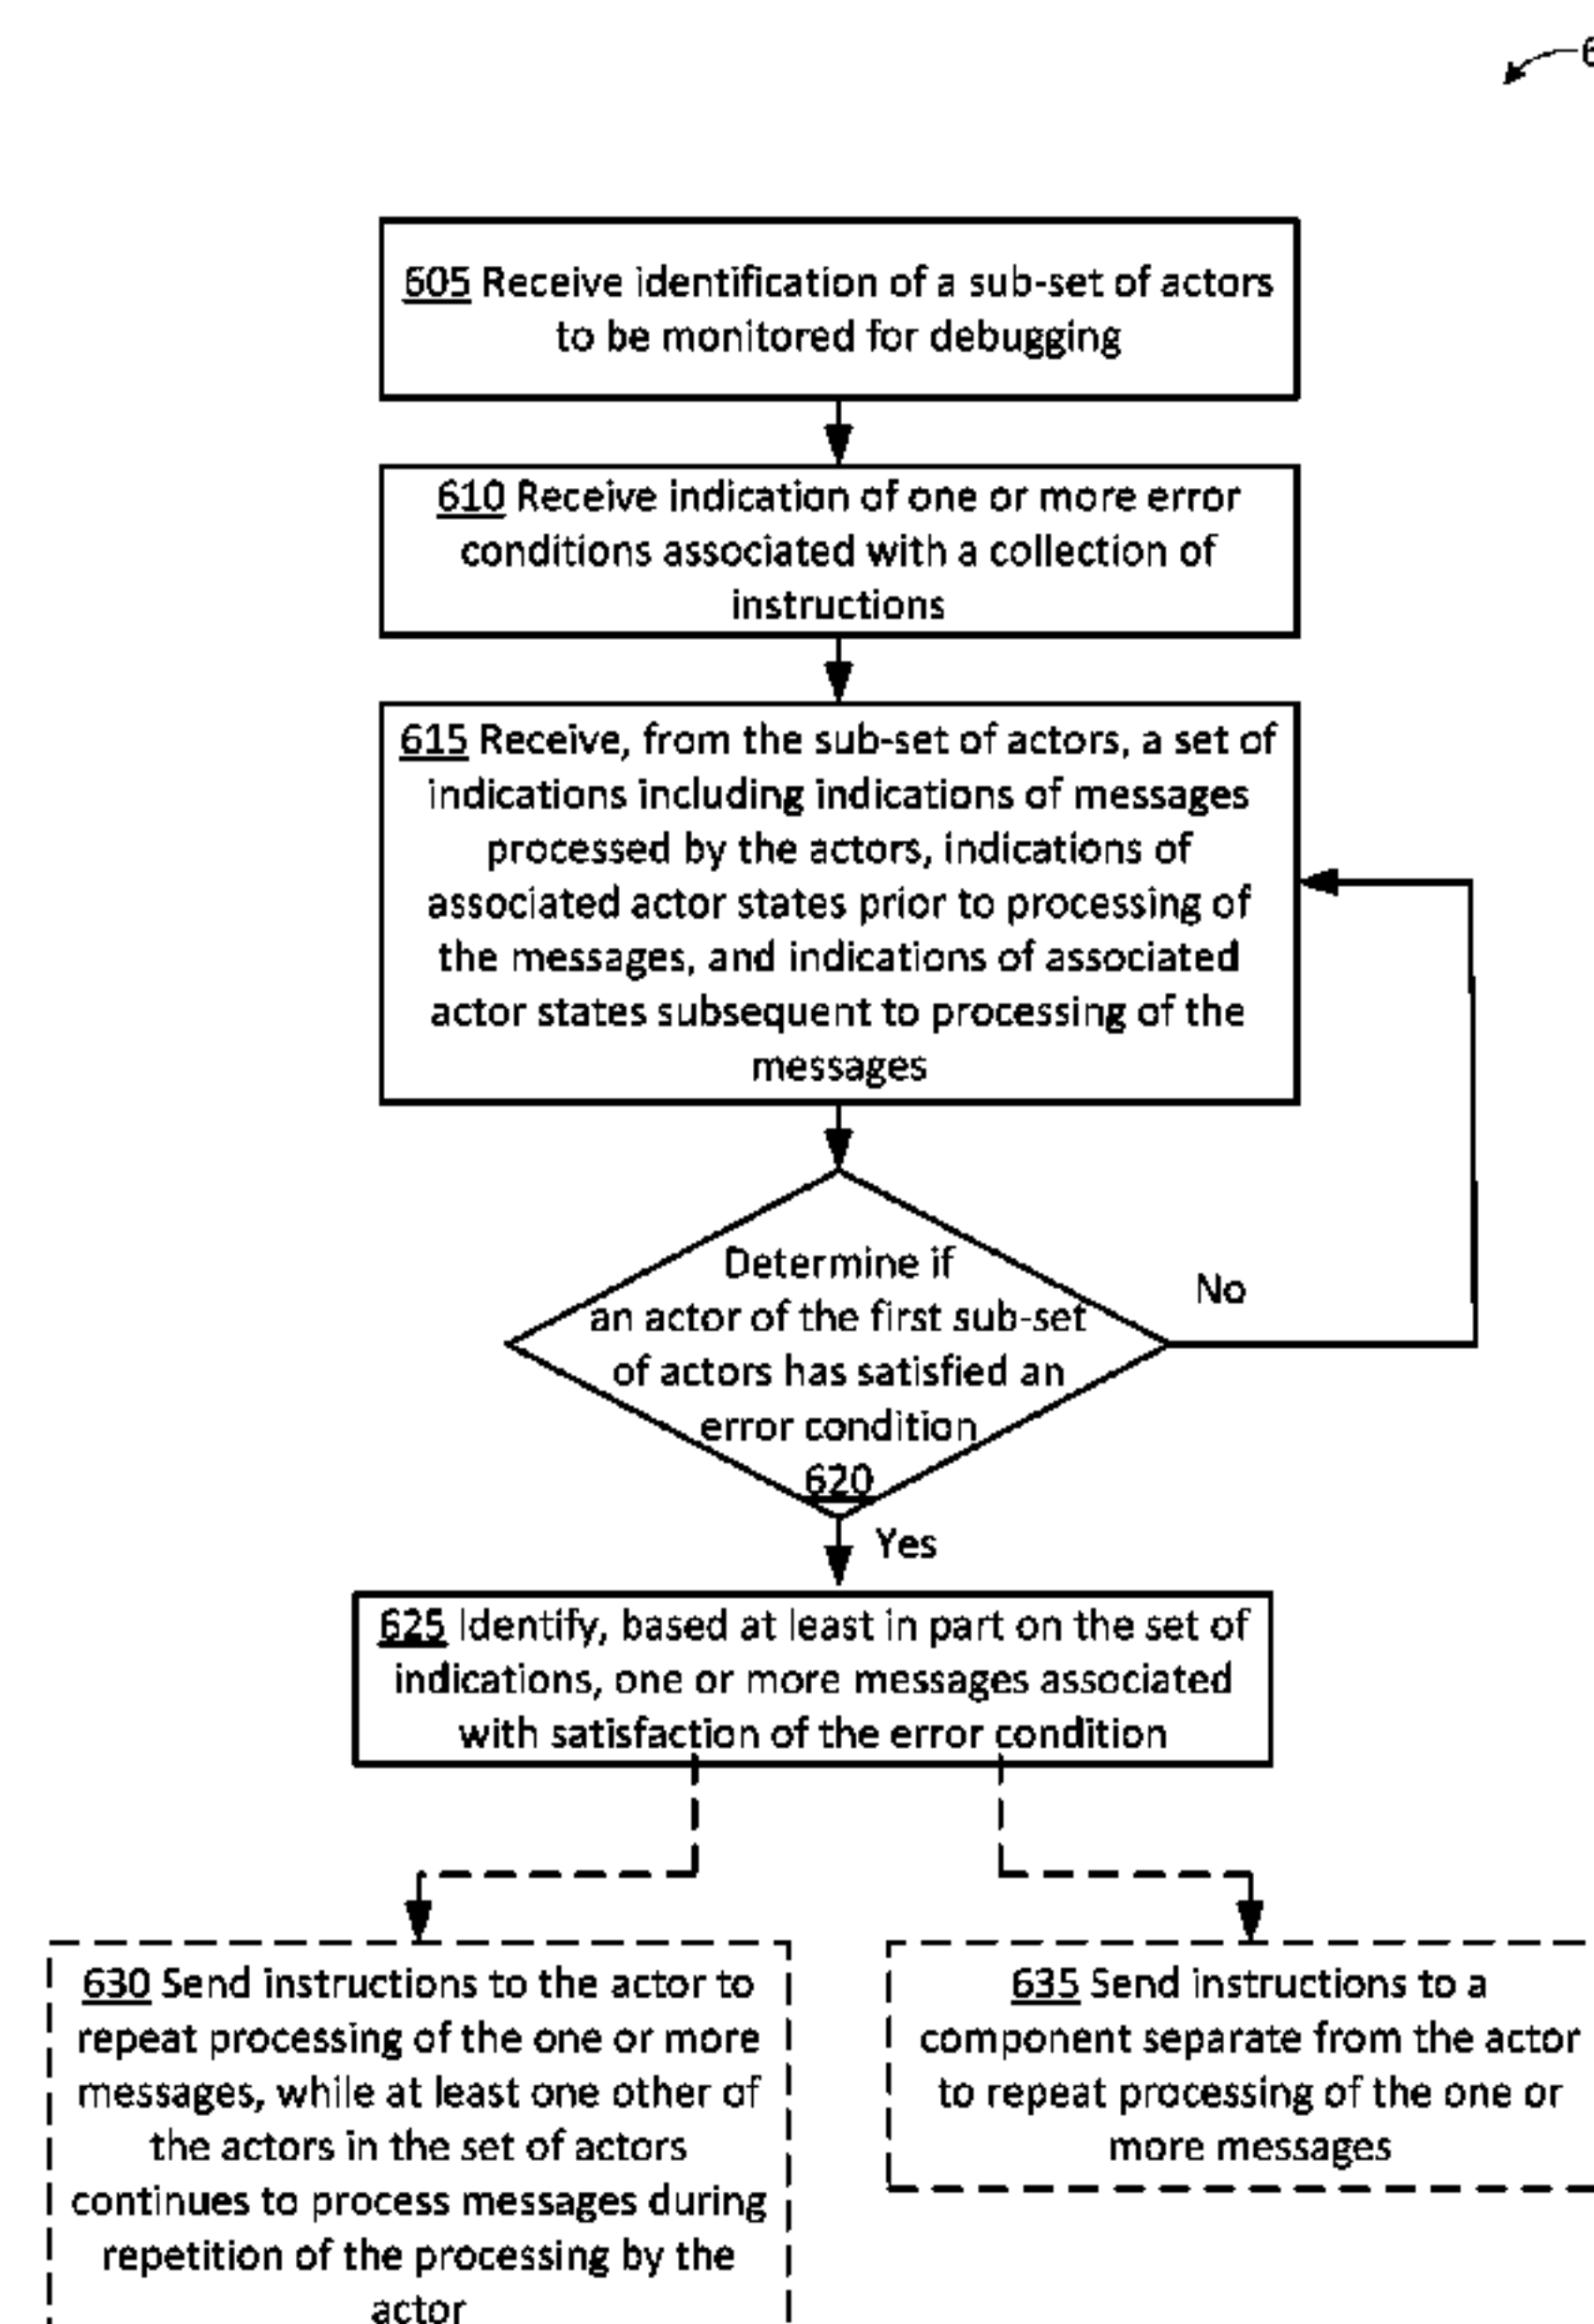 6
605 Receive identification of a sub-set of actors
to be monitored for debugging
610 Receive indication of one or more error
conditions associated with a collection of
instructions
615 Receive, from the sub-set of actors, a set of
indications including indications of messages
processed by the actors, indications of
associated actor states prior to processing of
the messages, and indications of associated
actor states subsequent to processing of the
messages
Determine if
an actor of the first sub-set
of actors has satisfied an
error condition
620
No
Yes
625 Identify, based at least in part on the set of
indications, one or more messages associated
with satisfaction of the error condition
630 Send instructions to the actor to
repeat processing of the one or more
messages, while at least one other of
the actors in the set of actors
continues to process messages during
repetition of the processing by the
actor
635 Send instructions to a
component separate from the actor
to repeat processing of the one or
more messages